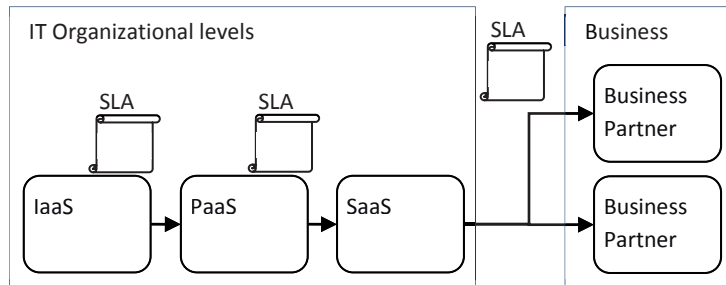 IT Organizational levels
SLA
Business
SLA
SLA
Business
Partner
IaaS
PaaS
SaaS
Business
Partner